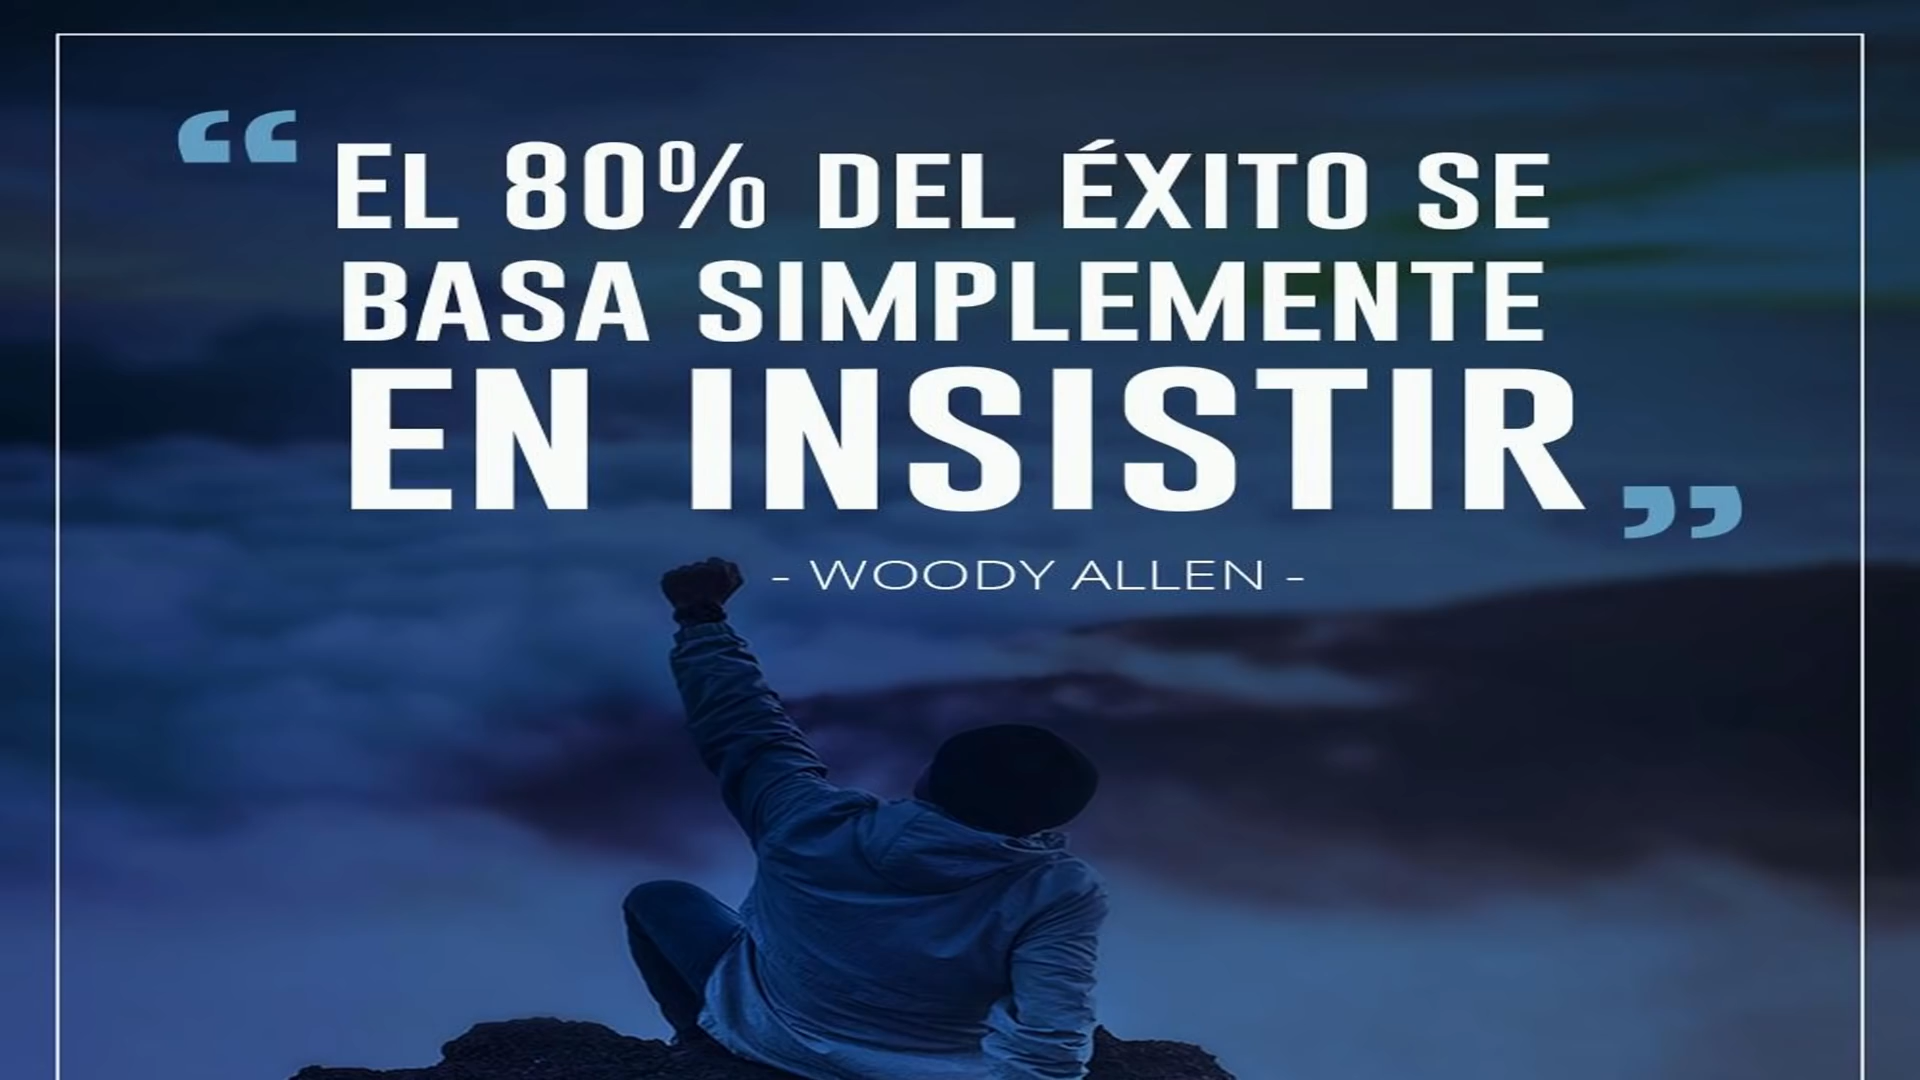 “EL 80% DEL ÉXITO SE
BASA SIMPLEMENTE
EN INSISTIR”
- WOODY ALLEN -